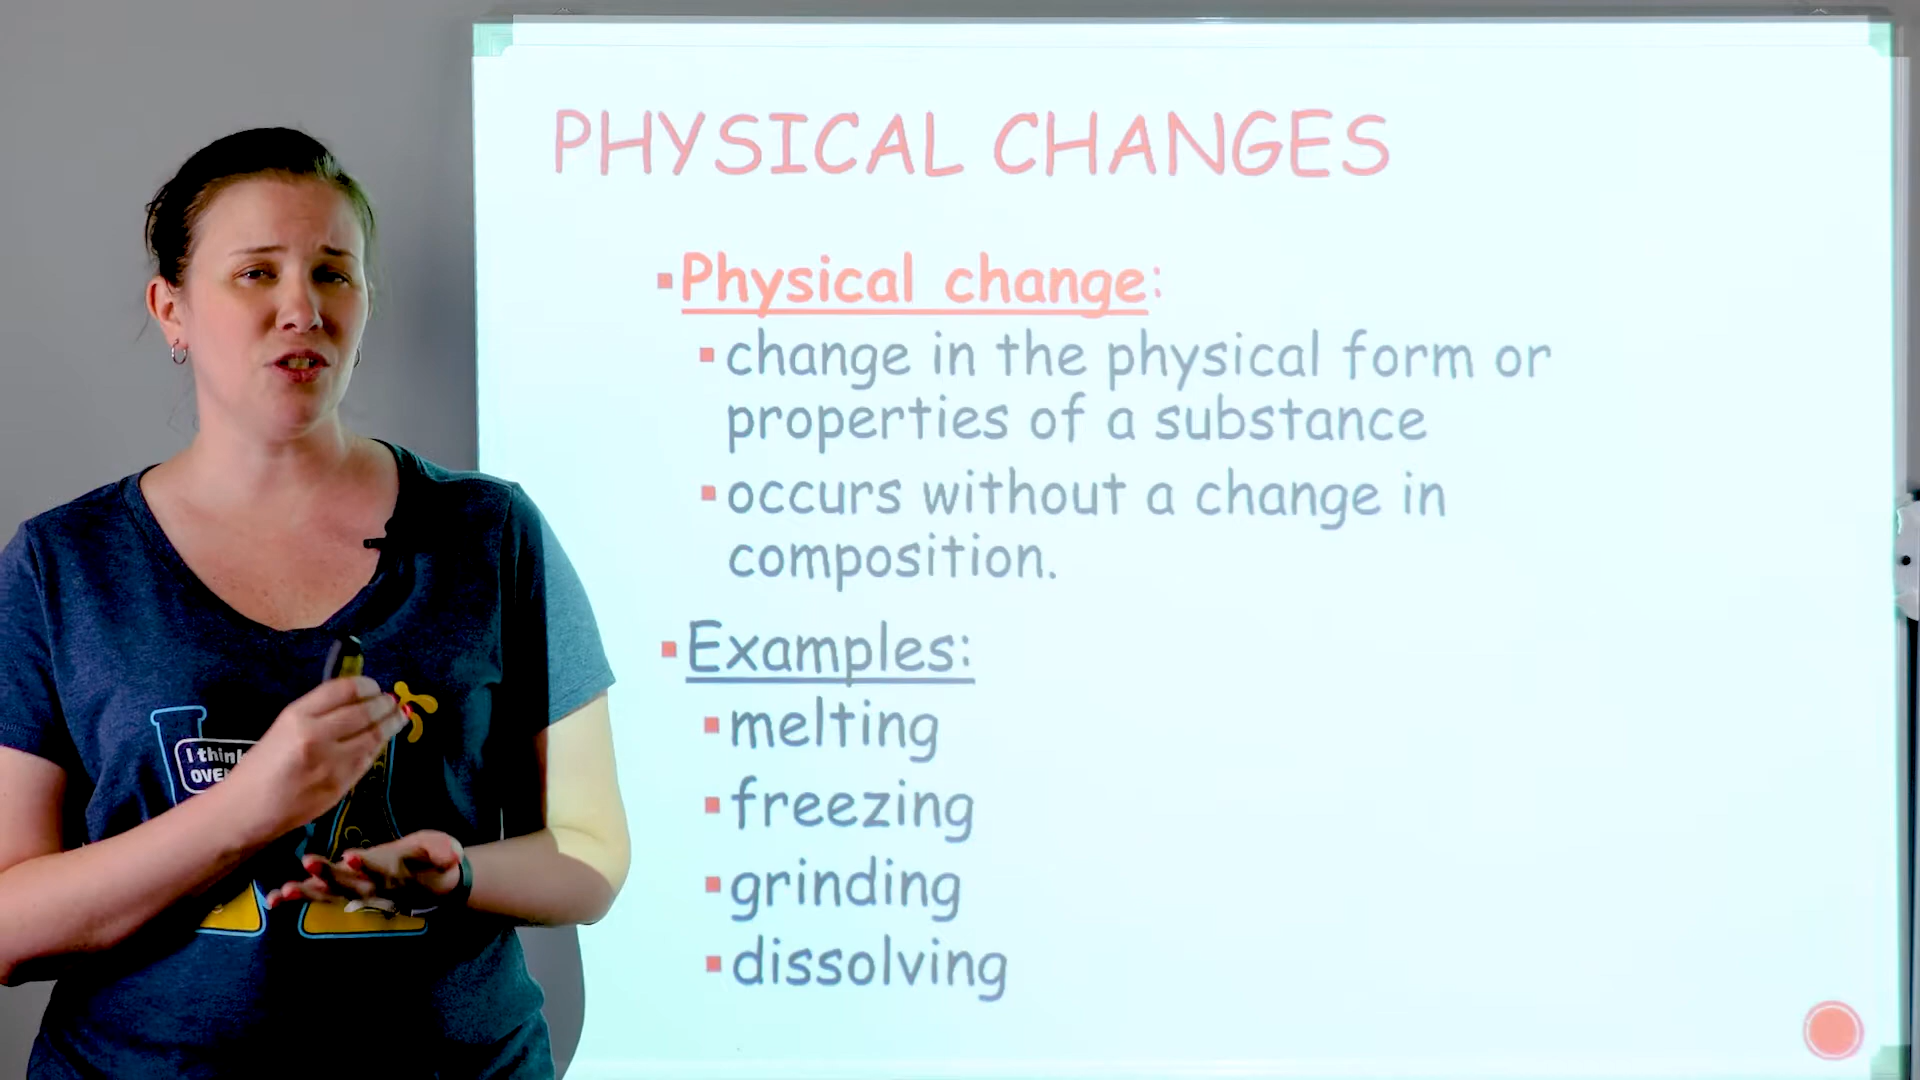 PHYSICAL CHANGES
▪Physical change:
▪change in the physical form or
properties of a substance
▪occurs without a change in
composition.
▪Examples:
▪melting
▪freezing
▪grinding
▪dissolving
I think